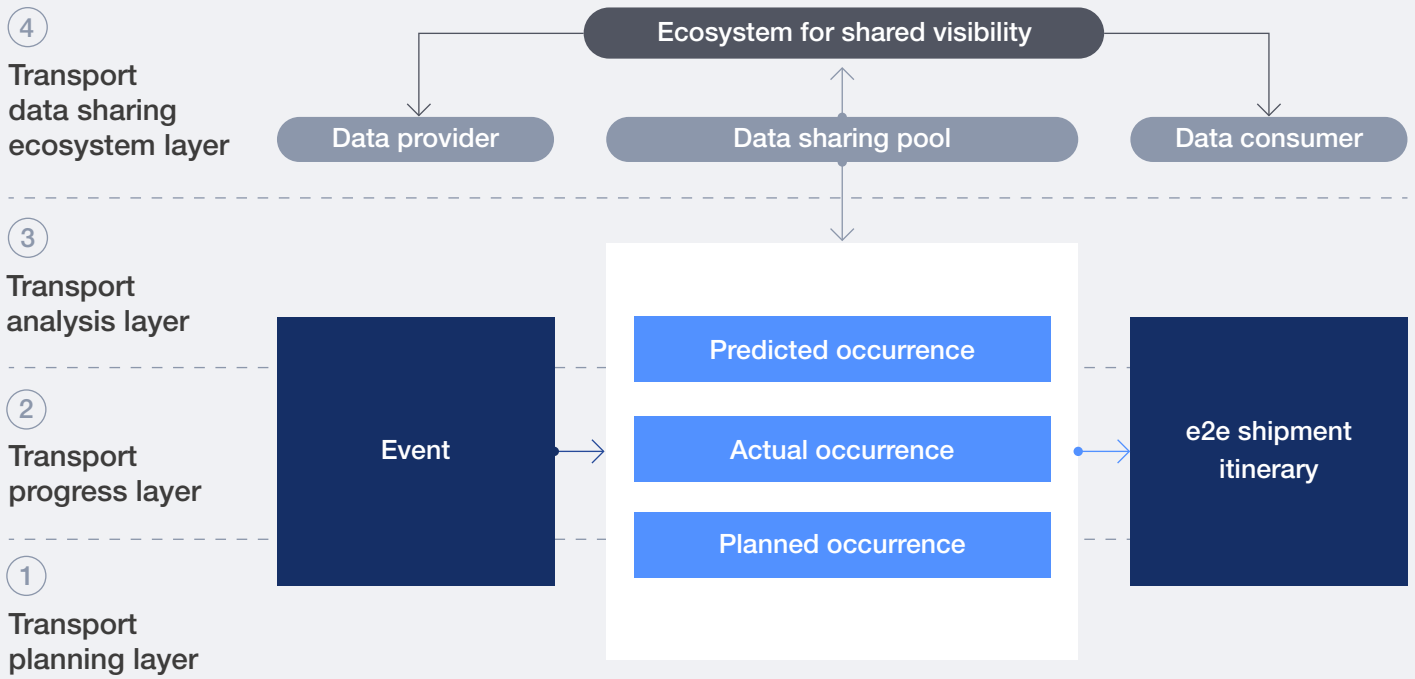 4
Transport
data sharing
ecosystem layer
Ecosystem for shared visibility
Data provider
Data sharing pool
Data consumer
3
Transport
analysis layer
2
Transport
progress layer
1
Transport
planning layer
Event
Predicted occurrence
Actual occurrence
Planned occurrence
e2e shipment
itinerary